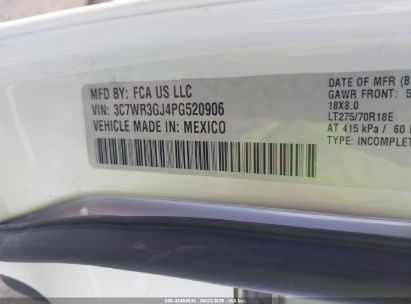 MFD BY: FCA US LLC
VIN: 3C7WR3GJ4PG520906
VEHICLE MADE IN: MEXICO
DATE OF MFR (B
GAWR FRONT: 5
18X8.0
LT275/70R18E
AT 415 kPa / 60
TYPE: INCOMPLET